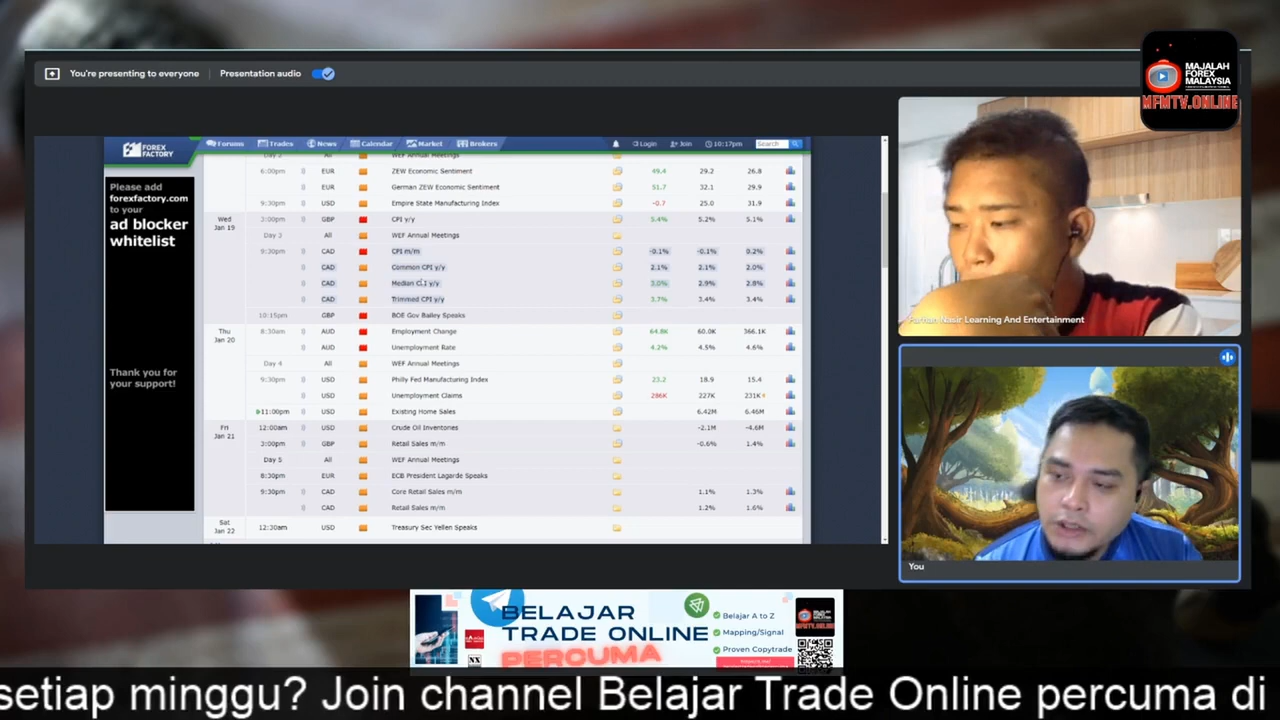 You're presenting to everyone
Presentation audio
MAJALAH
FOREX
MALAYSIA
MFMTV.ONLINE
FOREX
FACTORY
Forums
Trades
News
Calendar
Market
Brokers
Login
Join
10:17pm
Search
Please add
forexfactory.com
to your
ad blocker
whitelist
Thank you for
your support!
Day 2 All WEF Annual Meetings
6:00pm EUR ZEW Economic Sentiment 49.4 29.2 26.8
EUR German ZEW Economic Sentiment 51.7 32.1 29.9
9:30pm USD Empire State Manufacturing Index -0.7 25.0 31.9
Wed
Jan 19
3:00pm GBP CPI y/y 5.4% 5.2% 5.1%
Day 3 All WEF Annual Meetings
9:30pm CAD CPI m/m -0.1% -0.1% 0.2%
CAD Common CPI y/y 2.1% 2.1% 2.0%
CAD Median CPI y/y 3.0% 2.9% 2.8%
CAD Trimmed CPI y/y 3.7% 3.4% 3.4%
10:15pm GBP BOE Gov Bailey Speaks
Thu
Jan 20
8:30am AUD Employment Change 64.8K 60.0K 366.1K
AUD Unemployment Rate 4.2% 4.5% 4.6%
Day 4 All WEF Annual Meetings
9:30pm USD Philly Fed Manufacturing Index 23.2 18.9 15.4
USD Unemployment Claims 286K 227K 231K
11:00pm USD Existing Home Sales 6.42M 6.46M
Fri
Jan 21
12:00am USD Crude Oil Inventories -2.1M -4.6M
3:00pm GBP Retail Sales m/m -0.6% 1.4%
Day 5 All WEF Annual Meetings
8:30pm EUR ECB President Lagarde Speaks
9:30pm CAD Core Retail Sales m/m 1.1% 1.3%
CAD Retail Sales m/m 1.2% 1.6%
Sat
Jan 22
12:30am USD Treasury Sec Yellen Speaks
Farhan Nasir Learning And Entertainment
You
BELAJAR
TRADE ONLINE
PERCUMA
Belajar A to Z
Mapping/Signal
Proven Copytrade
NX
setiap minggu? Join channel Belajar Trade Online percuma di